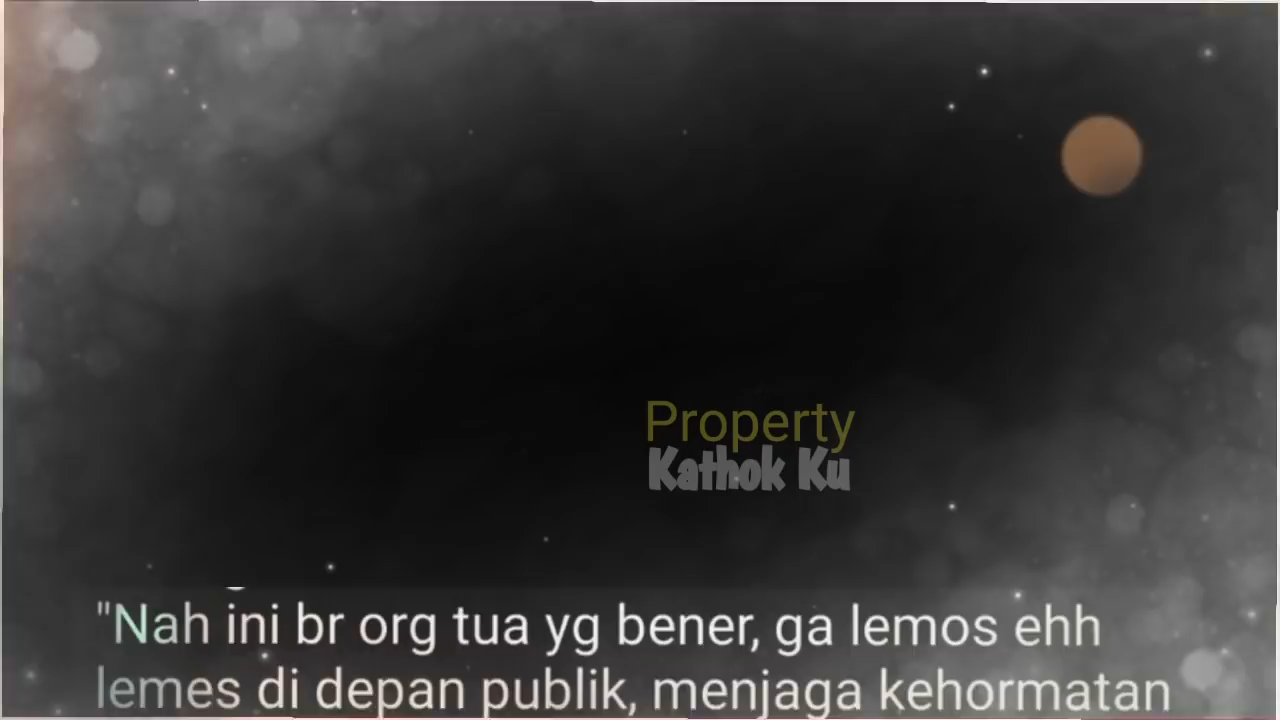 Property
Kathok Ku
"Nah ini br org tua yg bener, ga lemos ehh
lemes di depan publik, menjaga kehormatan